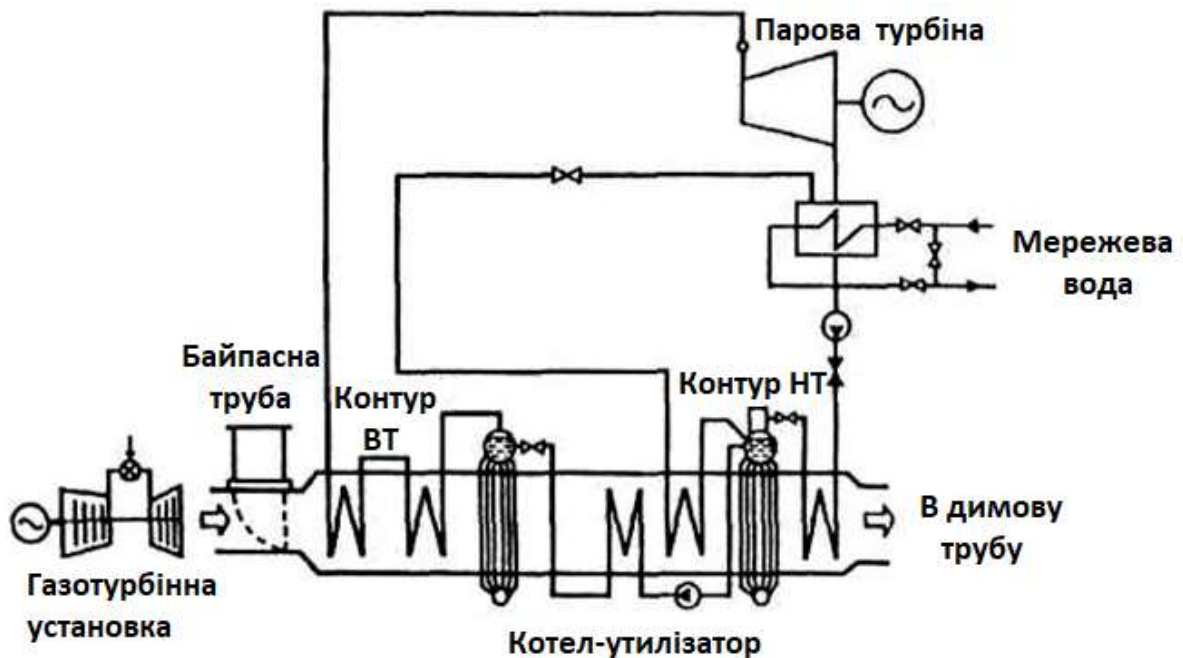 Парова турбіна
Мережева
вода
Байпасна
труба
Контур
ВТ
Контур НТ
В димову
трубу
Газотурбінна
установка
Котел-утилізатор